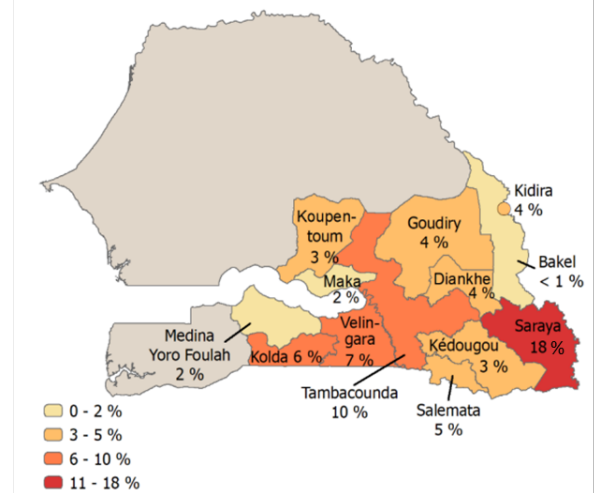 Kidira
4 %
Koupen-
toum
3 %
Goudiry
4 %
Bakel
< 1 %
Maka
2 %
Diankhe
4 %
Medina
Yoro Foulah
2 %
Velin-
gara
7 %
Kolda 6 %
Kédougou
3 %
Saraya
18 %
Tambacounda
10 %
Salemata
5 %
0 - 2 %
3 - 5 %
6 - 10 %
11 - 18 %